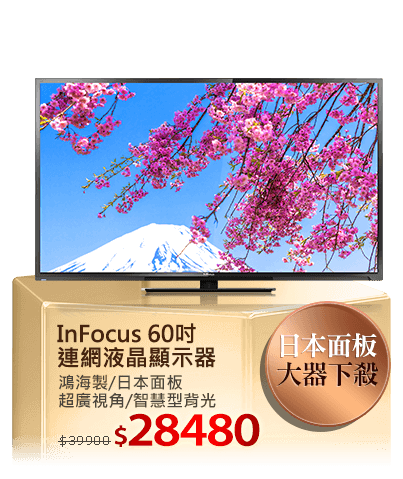 InFocus 60吋
連網液晶顯示器
鴻海製/日本面板
超廣視角/智慧型背光
$39900 $28480
日本面板
大器下殺